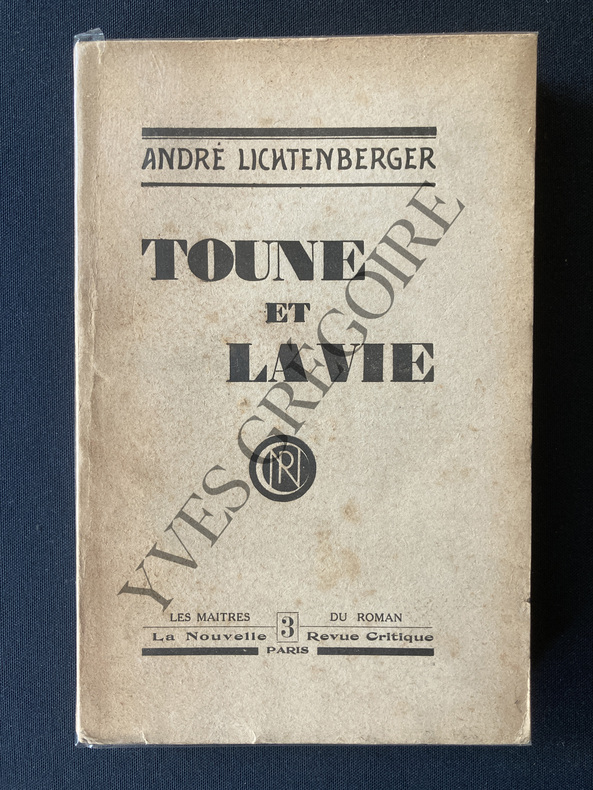 ANDRÉ LICHTENBERGER
TOUNE
ET
LA VIE
NRC
LES MAITRES 3 DU ROMAN
La Nouvelle Revue Critique
PARIS
YVES GRÉGOIRE